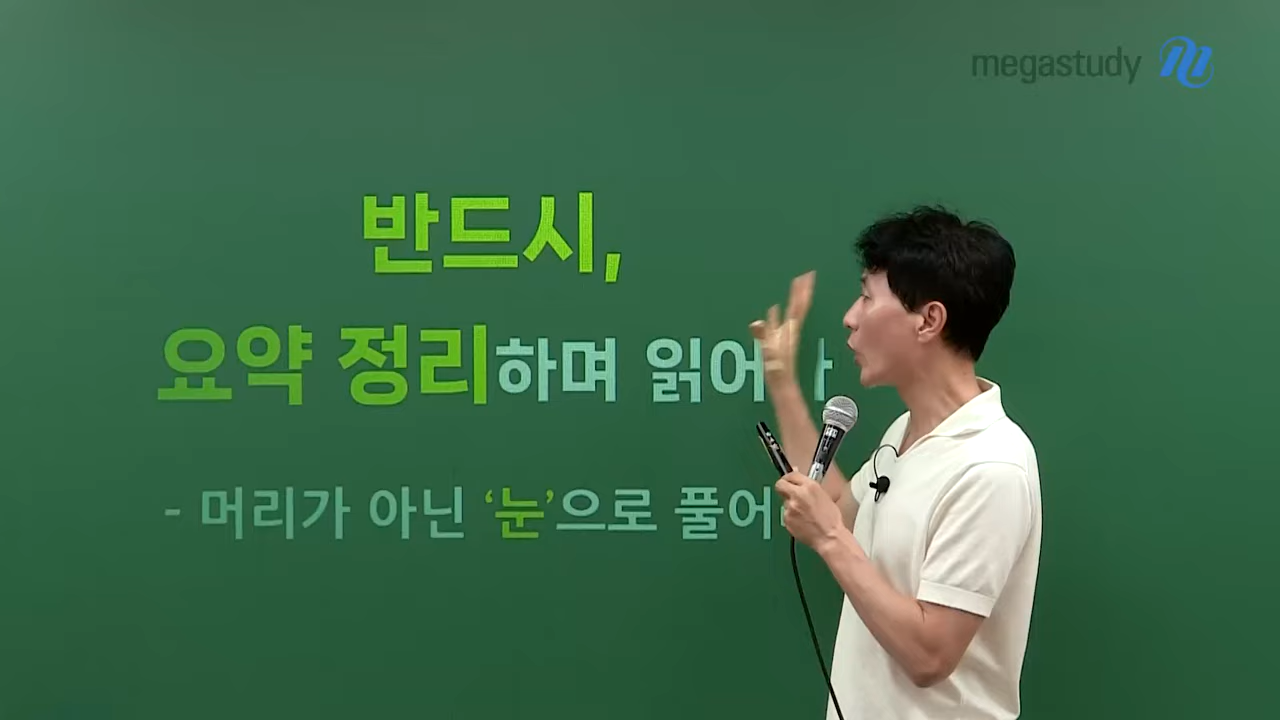 megastudy
반드시,
요약 정리하며 읽어
- 머리가 아닌 ‘눈’으로 풀어